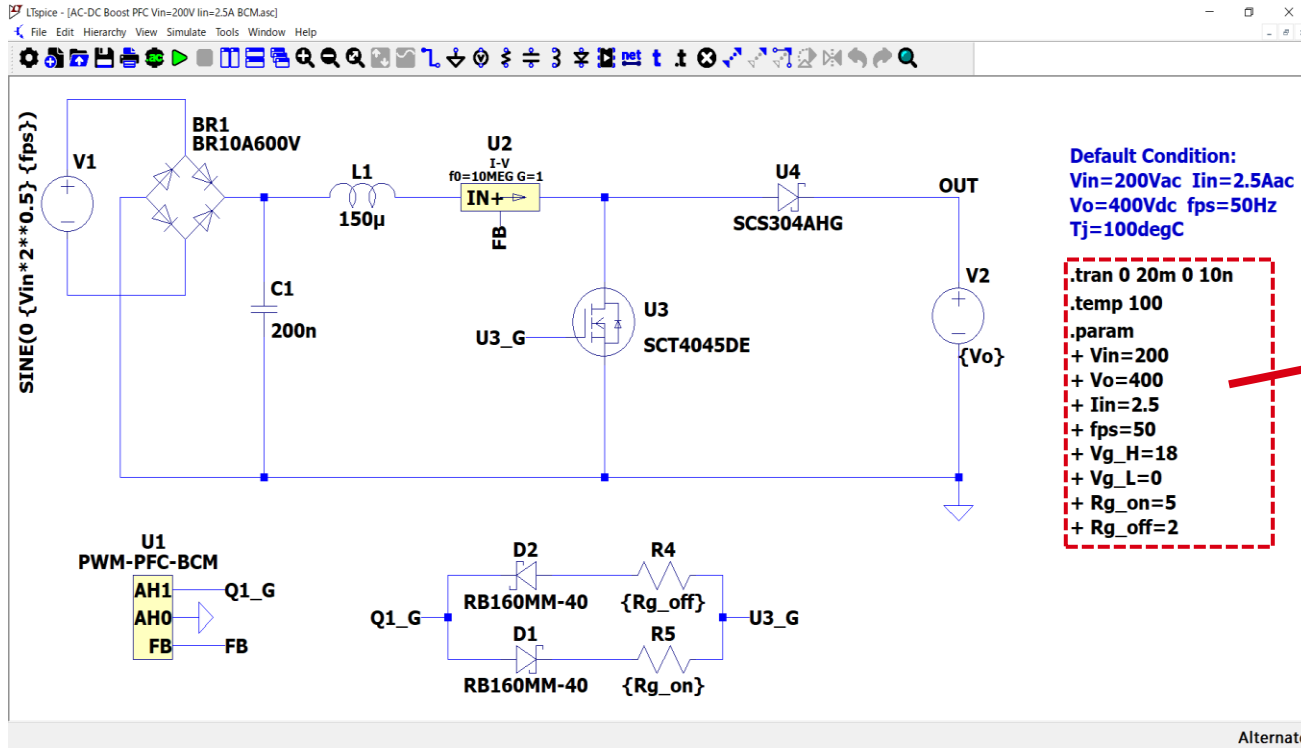 LTspice - [AC-DC Boost PFC Vin=200V Iin=2.5A BCM.asc]
File Edit Hierarchy View Simulate Tools Window Help
.ac
net
t
.t
SINE(0 {Vin*2**0.5} {fps})
V1
BR1
BR10A600V
L1
150µ
U2
I-V
f0=10MEG G=1
IN+
FB
U4
SCS304AHG
OUT
C1
200n
U3_G
U3
SCT4045DE
V2
{Vo}
Default Condition:
Vin=200Vac Iin=2.5Aac
Vo=400Vdc fps=50Hz
Tj=100degC
.tran 0 20m 0 10n
.temp 100
.param
+ Vin=200
+ Vo=400
+ Iin=2.5
+ fps=50
+ Vg_H=18
+ Vg_L=0
+ Rg_on=5
+ Rg_off=2
U1
PWM-PFC-BCM
AH1
Q1_G
AH0
FB
FB
Q1_G
D2
RB160MM-40
R4
{Rg_off}
U3_G
D1
RB160MM-40
R5
{Rg_on}
Alternat